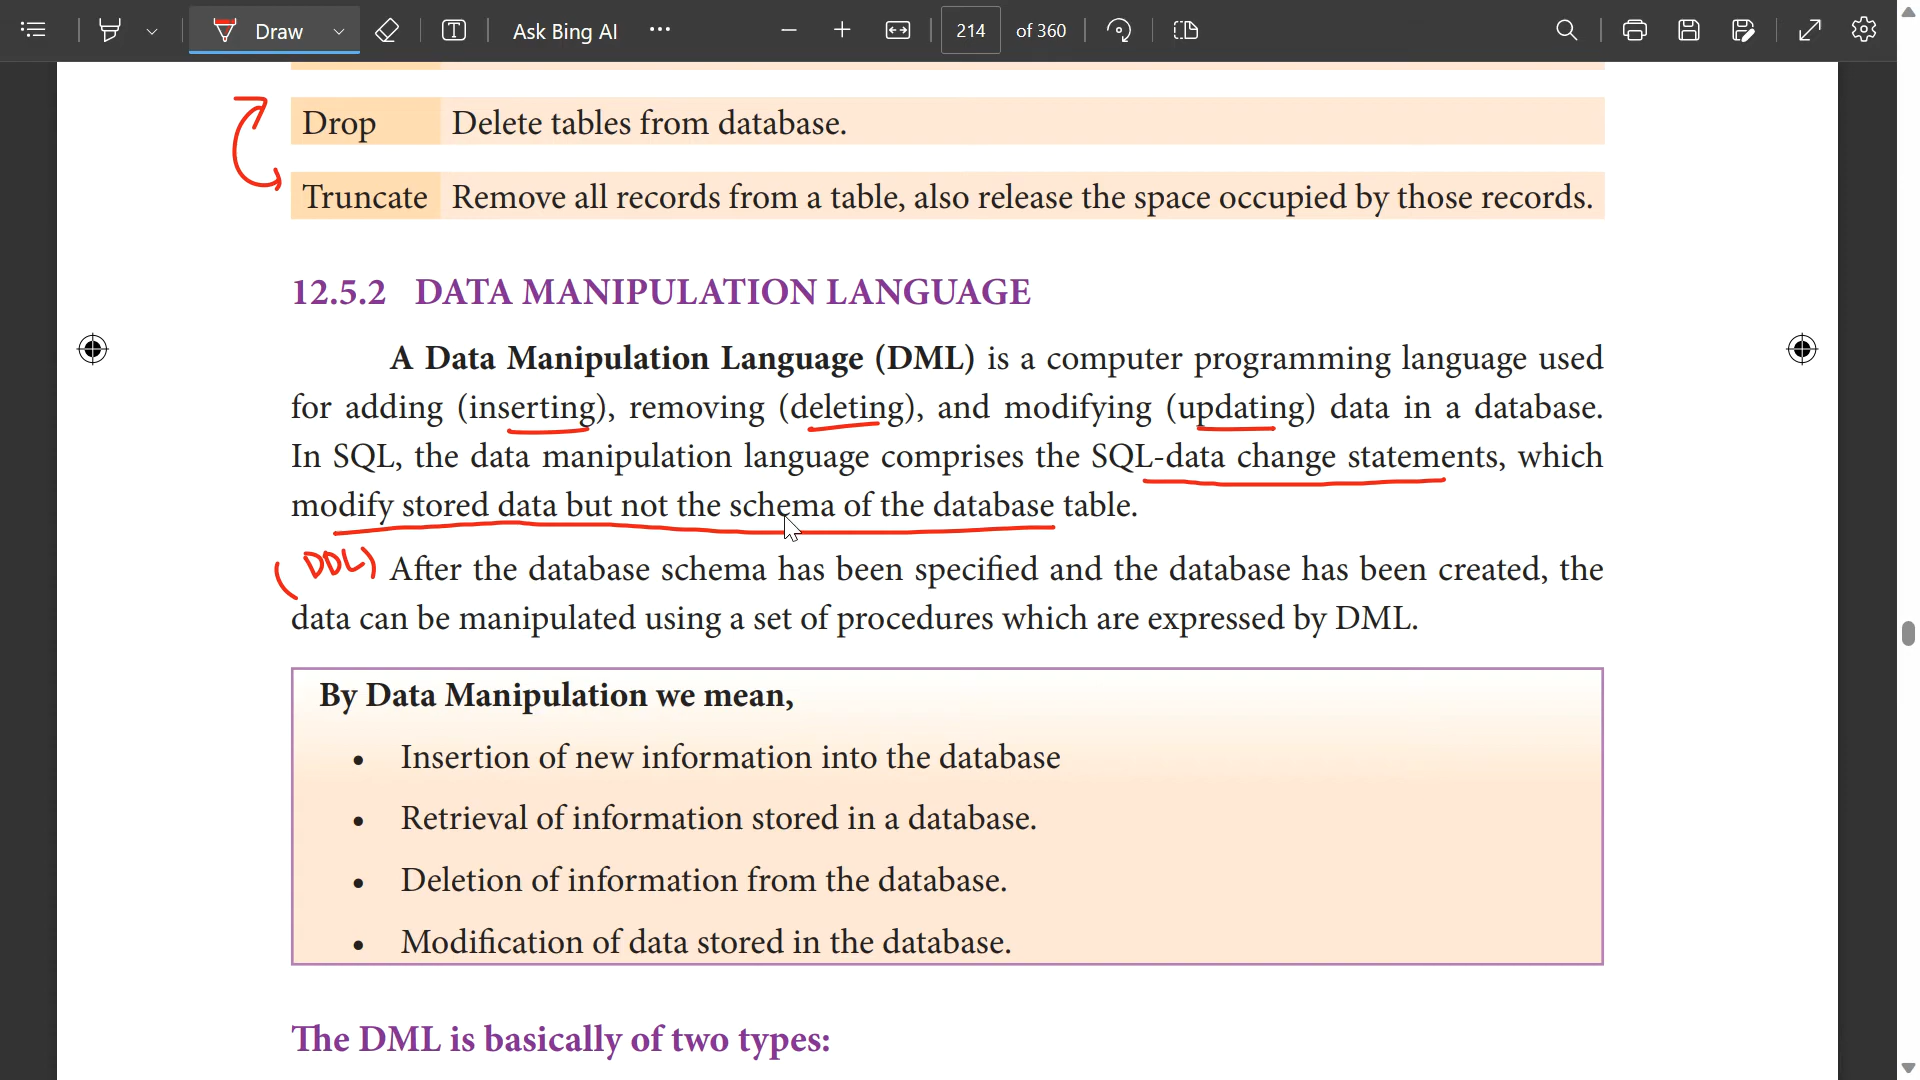 Draw
Ask Bing AI
214 of 360
Drop Delete tables from database.
Truncate Remove all records from a table, also release the space occupied by those records.
12.5.2 DATA MANIPULATION LANGUAGE
A Data Manipulation Language (DML) is a computer programming language used
for adding (inserting), removing (deleting), and modifying (updating) data in a database.
In SQL, the data manipulation language comprises the SQL-data change statements, which
modify stored data but not the schema of the database table.
(DDL) After the database schema has been specified and the database has been created, the
data can be manipulated using a set of procedures which are expressed by DML.
By Data Manipulation we mean,
• Insertion of new information into the database
• Retrieval of information stored in a database.
• Deletion of information from the database.
• Modification of data stored in the database.
The DML is basically of two types: